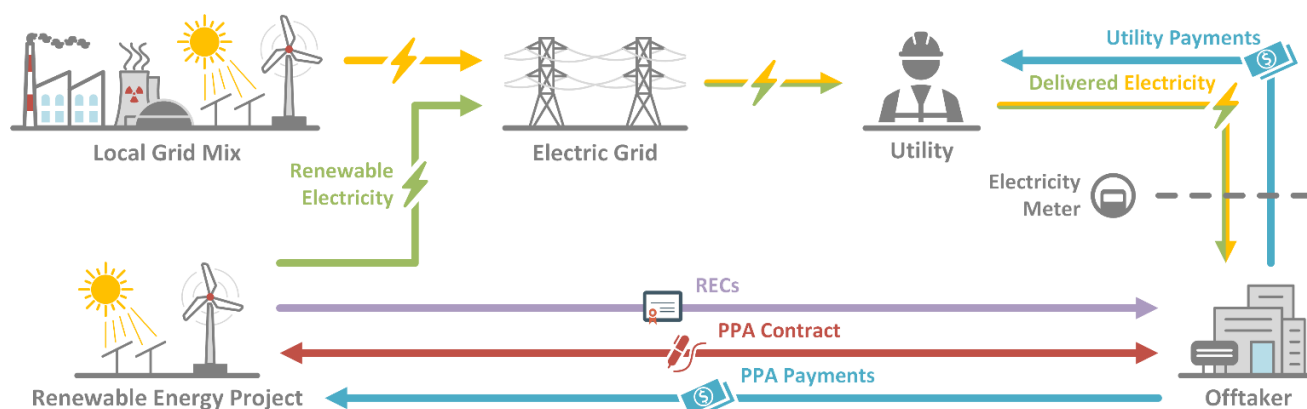 Utility Payments
Delivered Electricity
Local Grid Mix
Electric Grid
Utility
Renewable
Electricity
Electricity
Meter
RECs
PPA Contract
PPA Payments
Renewable Energy Project
Offtaker